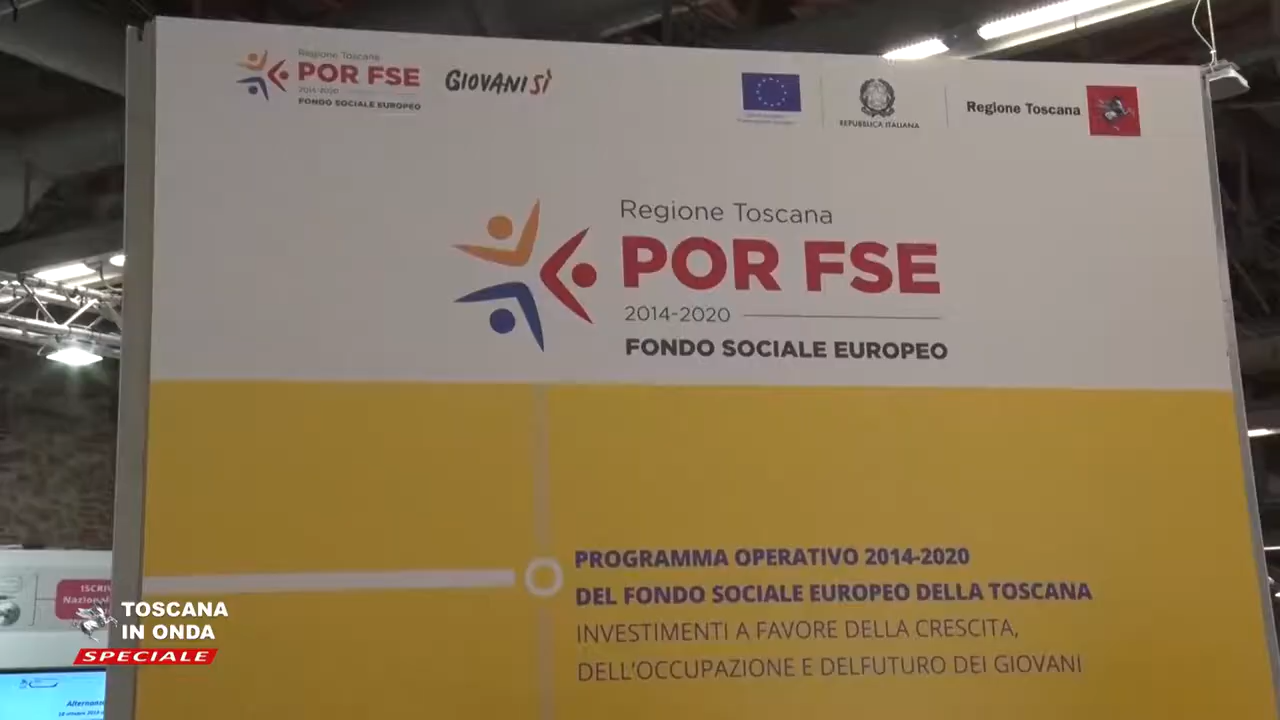 Regione Toscana
POR FSE
2014-2020
FONDO SOCIALE EUROPEO
GIOVANISÌ
REPUBBLICA ITALIANA
Regione Toscana
Regione Toscana
POR FSE
2014-2020
FONDO SOCIALE EUROPEO
PROGRAMMA OPERATIVO 2014-2020
DEL FONDO SOCIALE EUROPEO DELLA TOSCANA
INVESTIMENTI A FAVORE DELLA CRESCITA,
DELL'OCCUPAZIONE E DELFUTURO DEI GIOVANI
TOSCANA
IN ONDA
SPECIALE